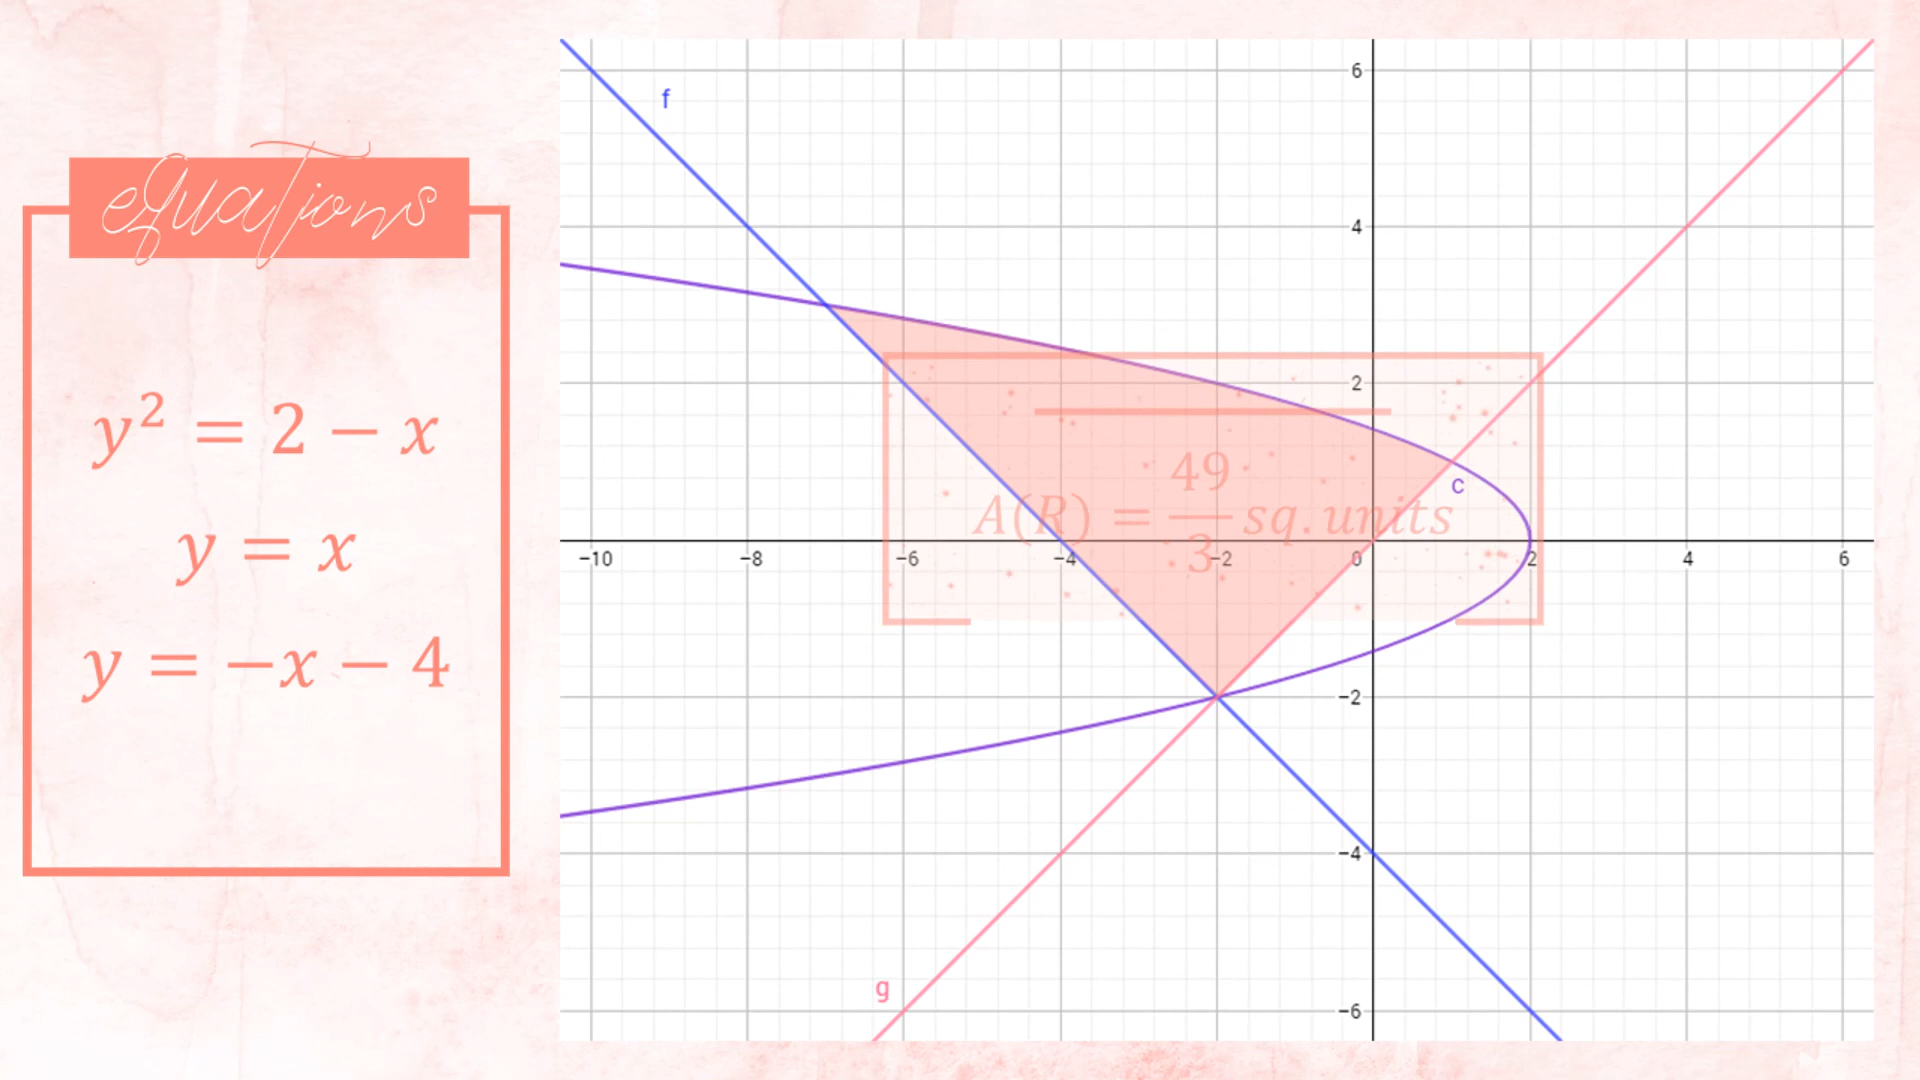 equations
y² = 2 − x
y = x
y = −x − 4
f
6
4
2
c
A(R) = 49/3 sq. units
−10 −8 −6 −4 −2 0 2 4 6
−2
−4
g
−6